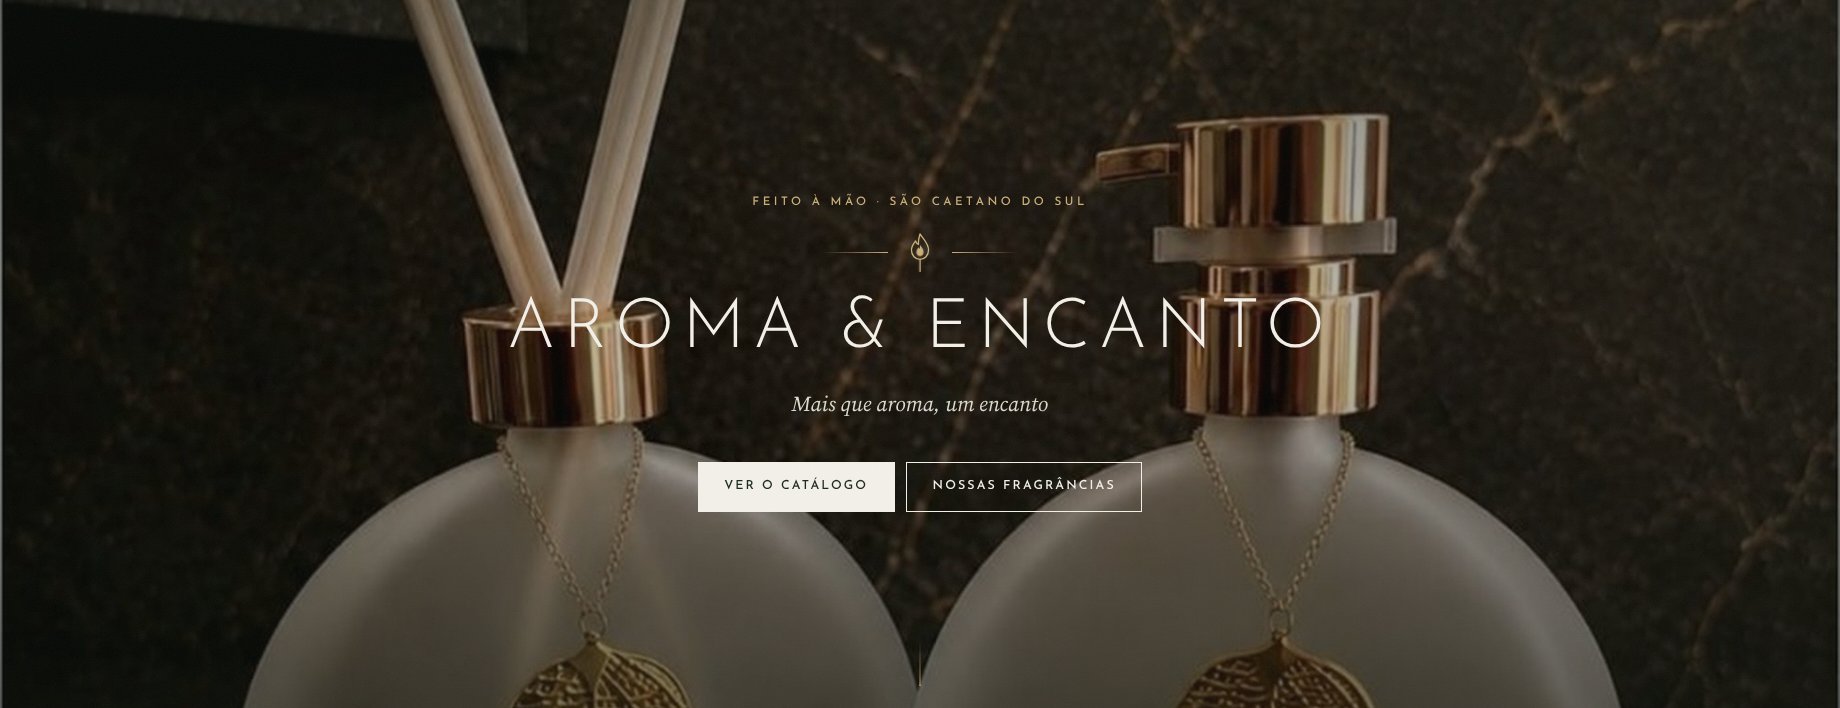 FEITO À MÃO · SÃO CAETANO DO SUL
AROMA & ENCANTO
Mais que aroma, um encanto
VER O CATÁLOGO
NOSSAS FRAGRÂNCIAS